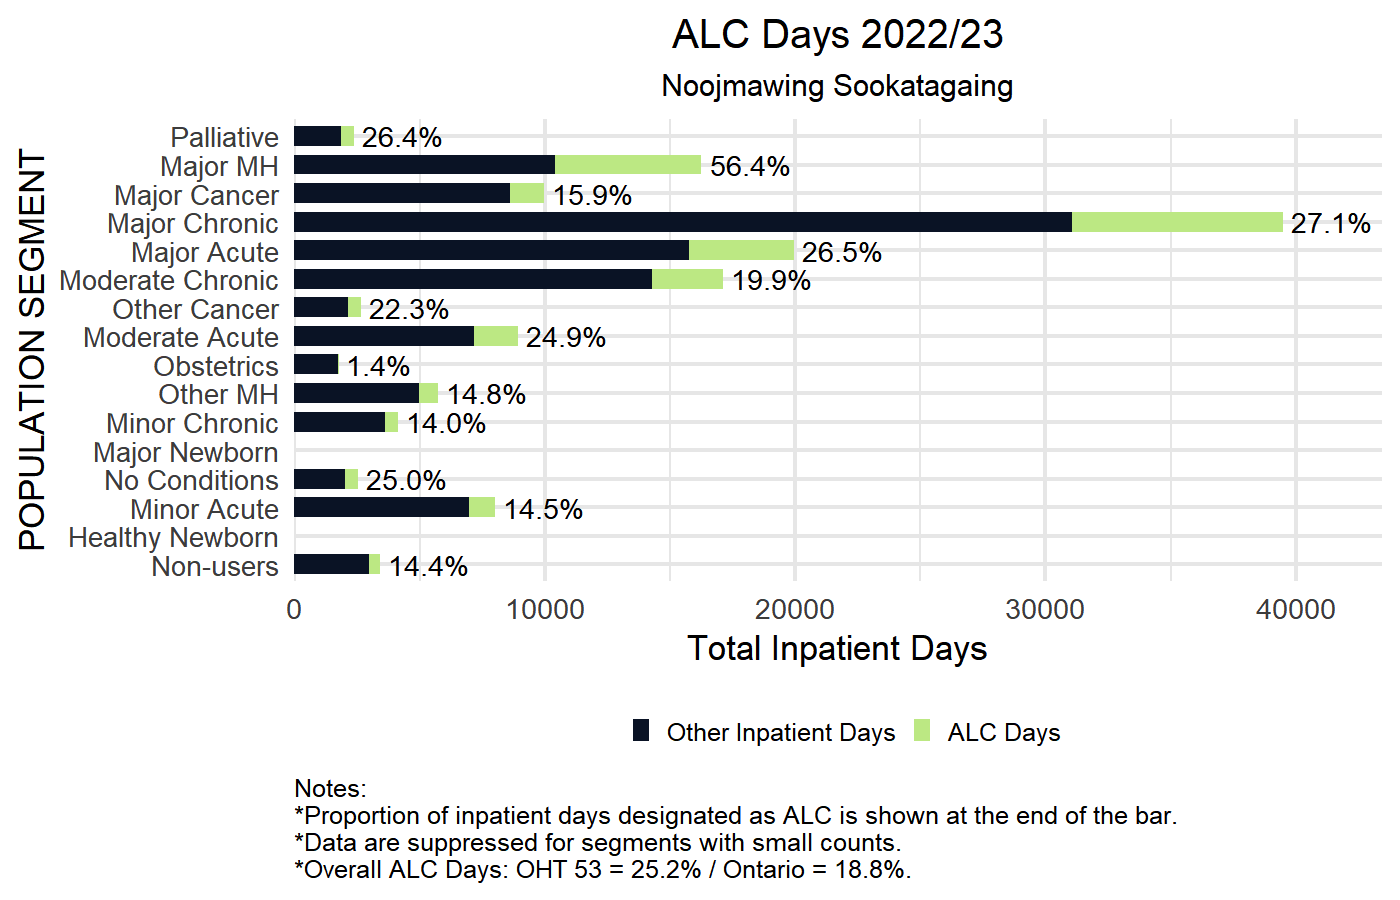 ALC Days 2022/23
Noojmawing Sookatagaing
POPULATION SEGMENT
Palliative 26.4%
Major MH 56.4%
Major Cancer 15.9%
Major Chronic 27.1%
Major Acute 26.5%
Moderate Chronic 19.9%
Other Cancer 22.3%
Moderate Acute 24.9%
Obstetrics 1.4%
Other MH 14.8%
Minor Chronic 14.0%
Major Newborn
No Conditions 25.0%
Minor Acute 14.5%
Healthy Newborn
Non-users 14.4%
0 10000 20000 30000 40000
Total Inpatient Days
Other Inpatient Days ALC Days
Notes:
*Proportion of inpatient days designated as ALC is shown at the end of the bar.
*Data are suppressed for segments with small counts.
*Overall ALC Days: OHT 53 = 25.2% / Ontario = 18.8%.